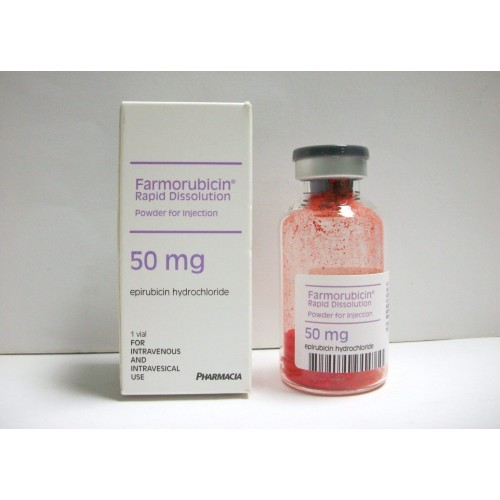 Farmorubicin®
Rapid Dissolution
Powder for Injection
50 mg
epirubicin hydrochloride
1 vial
FOR
INTRAVENOUS
AND
INTRAVESICAL
USE
PHARMACIA
Farmorubicin®
Rapid Dissolution
Powder for Injection
50 mg
epirubicin hydrochloride